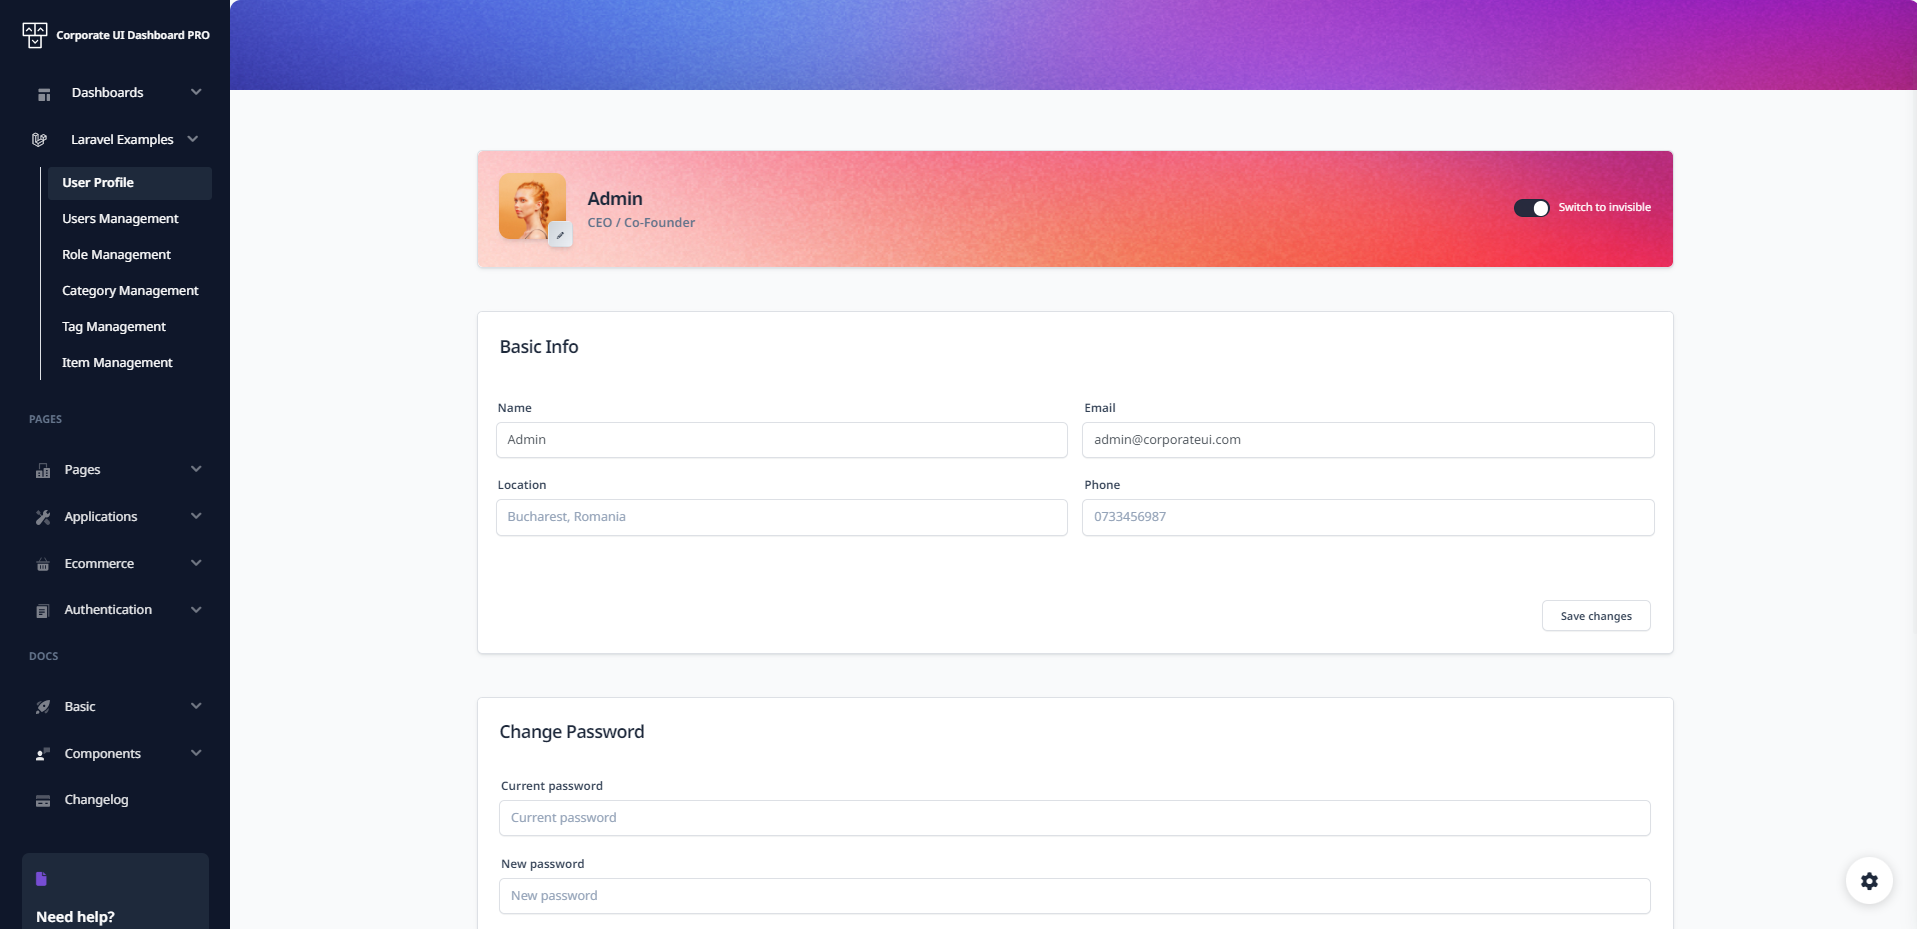 Corporate UI Dashboard PRO
Dashboards
Laravel Examples
User Profile
Users Management
Role Management
Category Management
Tag Management
Item Management
PAGES
Pages
Applications
Ecommerce
Authentication
DOCS
Basic
Components
Changelog
Need help?
Admin
CEO / Co-Founder
Switch to invisible
Basic Info
Name
Email
Admin
admin@corporateui.com
Location
Phone
Bucharest, Romania
0733456987
Save changes
Change Password
Current password
Current password
New password
New password